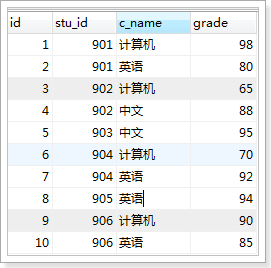 id stu_id c_name grade
1 901 计算机 98
2 901 英语 80
3 902 计算机 65
4 902 中文 88
5 903 中文 95
6 904 计算机 70
7 904 英语 92
8 905 英语 94
9 906 计算机 90
10 906 英语 85